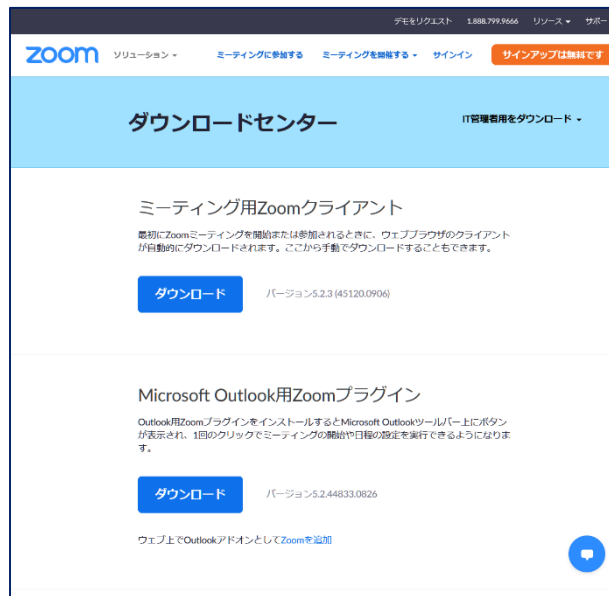 デモをリクエスト 1.888.799.9666 リソース サポー
zoom ソリューション ミーティングに参加する ミーティングを開催する サインイン サインアップは無料です
ダウンロードセンター IT管理者用をダウンロード
ミーティング用Zoomクライアント
最初にZoomミーティングを開始または参加されるときに、ウェブブラウザのクライアント
が自動的にダウンロードされます。ここから手動でダウンロードすることもできます。
ダウンロード バージョン5.2.3 (45120.0906)
Microsoft Outlook用Zoomプラグイン
Outlook用ZoomプラグインをインストールするとMicrosoft Outlookツールバー上にボタン
が表示され、1回のクリックでミーティングの開始や日程の設定を実行できるようになりま
す。
ダウンロード バージョン5.2.44833.0826
ウェブ上でOutlookアドオンとしてZoomを追加